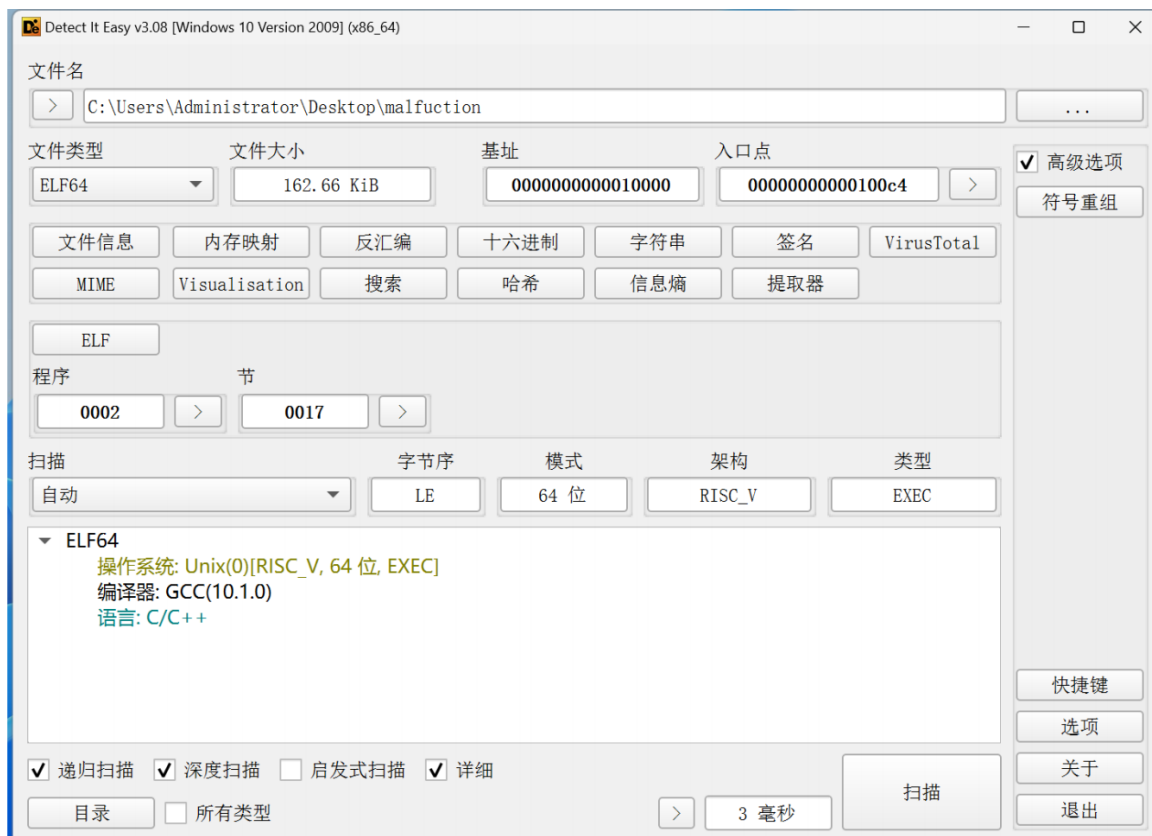 Detect It Easy v3.08 [Windows 10 Version 2009] (x86_64)
文件名
> C:\Users\Administrator\Desktop\malfuction ...
文件类型 文件大小 基址 入口点
ELF64 162.66 KiB 0000000000010000 00000000000100c4 >
高级选项
符号重组
文件信息 内存映射 反汇编 十六进制 字符串 签名 VirusTotal
MIME Visualisation 搜索 哈希 信息熵 提取器
ELF
程序 节
0002 > 0017 >
扫描 字节序 模式 架构 类型
自动 LE 64 位 RISC_V EXEC
ELF64
操作系统: Unix(0)[RISC_V, 64 位, EXEC]
编译器: GCC(10.1.0)
语言: C/C++
快捷键
选项
关于
退出
递归扫描 深度扫描 启发式扫描 详细
目录 所有类型 > 3 毫秒 扫描